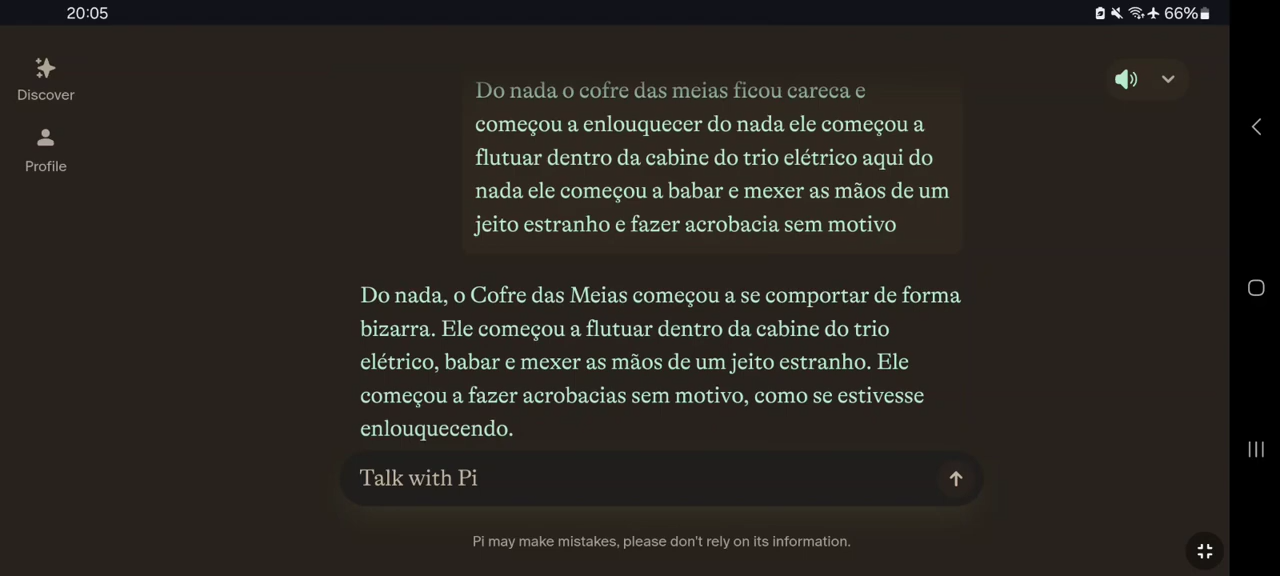 20:05
66%
Discover
Profile
Do nada o cofre das meias ficou careca e
começou a enlouquecer do nada ele começou a
flutuar dentro da cabine do trio elétrico aqui do
nada ele começou a babar e mexer as mãos de um
jeito estranho e fazer acrobacia sem motivo
Do nada, o Cofre das Meias começou a se comportar de forma
bizarra. Ele começou a flutuar dentro da cabine do trio
elétrico, babar e mexer as mãos de um jeito estranho. Ele
começou a fazer acrobacias sem motivo, como se estivesse
enlouquecendo.
Talk with Pi
Pi may make mistakes, please don't rely on its information.